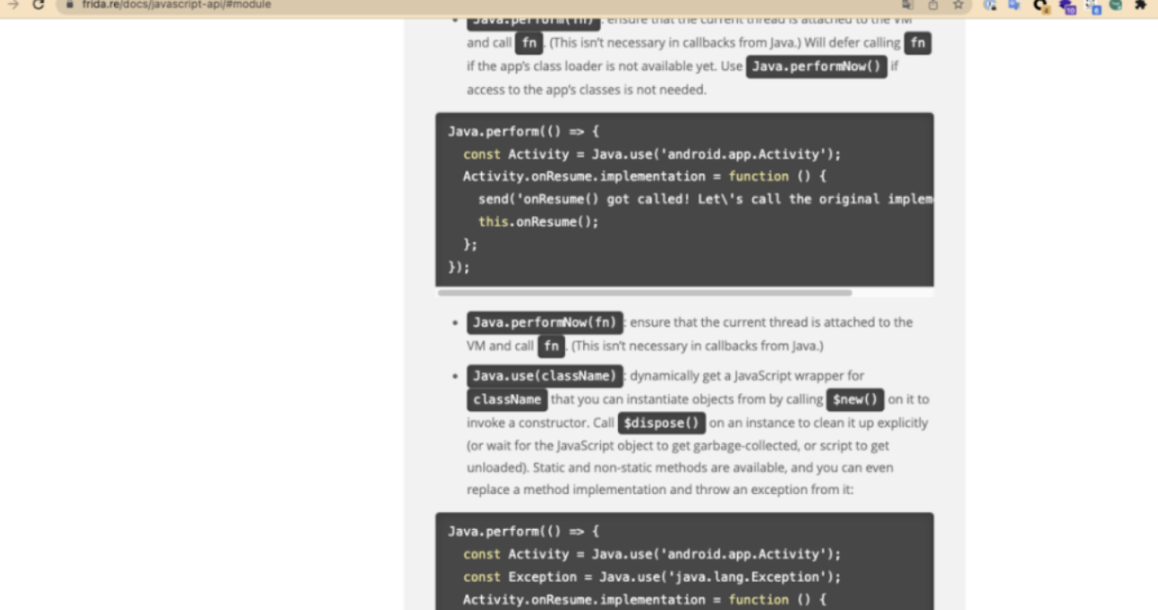 frida.re/docs/javascript-api/#module
Java.perform(fn) : ensure that the current thread is attached to the VM
and call fn . (This isn't necessary in callbacks from Java.) Will defer calling fn
if the app's class loader is not available yet. Use Java.performNow() if
access to the app's classes is not needed.
Java.perform(() => {
const Activity = Java.use('android.app.Activity');
Activity.onResume.implementation = function () {
send('onResume() got called! Let\'s call the original implem
this.onResume();
};
});
• Java.performNow(fn) : ensure that the current thread is attached to the
VM and call fn . (This isn't necessary in callbacks from Java.)
• Java.use(className) : dynamically get a JavaScript wrapper for
className that you can instantiate objects from by calling $new() on it to
invoke a constructor. Call $dispose() on an instance to clean it up explicitly
(or wait for the JavaScript object to get garbage-collected, or script to get
unloaded). Static and non-static methods are available, and you can even
replace a method implementation and throw an exception from it:
Java.perform(() => {
const Activity = Java.use('android.app.Activity');
const Exception = Java.use('java.lang.Exception');
Activity.onResume.implementation = function () {